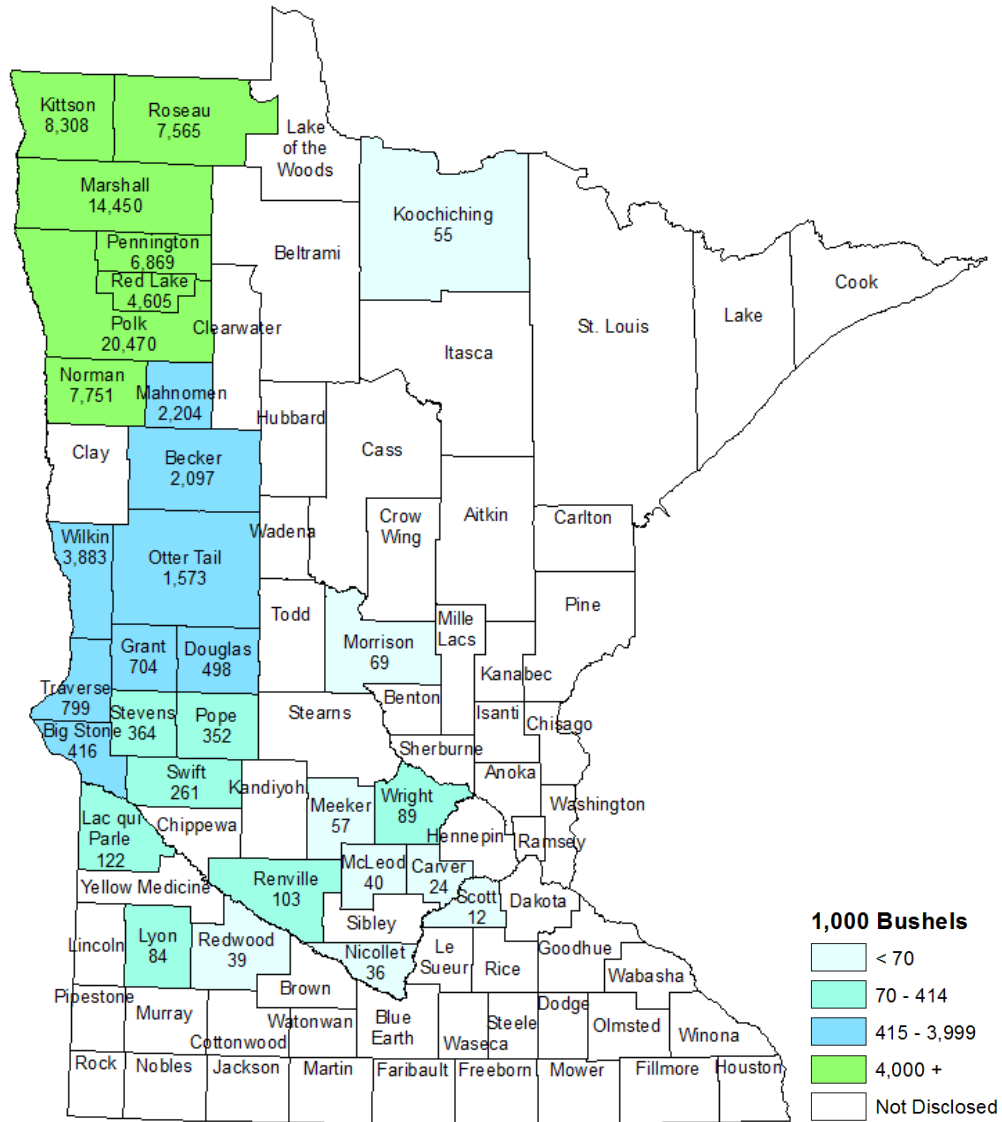 Kittson
8,308
Roseau
7,565
Lake
of the
Woods
Marshall
14,450
Koochiching
55
Pennington
6,869
Beltrami
Red Lake
4,605
Cook
Polk
20,470
Clearwater
St. Louis
Lake
Itasca
Norman
7,751
Mahnomen
2,204
Hubbard
Clay
Becker
2,097
Cass
Wilkin
3,883
Otter Tail
1,573
Wadena
Crow
Wing
Aitkin
Carlton
Todd
Pine
Mille
Lacs
Grant
704
Douglas
498
Morrison
69
Kanabec
Traverse
799
Benton
Stevens
364
Pope
352
Stearns
Isanti
Chisago
Big Stone
416
Sherburne
Swift
261
Kandiyohi
Anoka
Meeker
57
Wright
89
Washington
Lac qui
Parle
122
Chippewa
Hennepin
Ramsey
McLeod
40
Carver
24
Yellow Medicine
Renville
103
Scott
12
Dakota
Sibley
Lincoln
Lyon
84
Redwood
39
Nicollet
36
Le
Sueur
Rice
Goodhue
Wabasha
Brown
Pipestone
Murray
Cottonwood
Watonwan
Blue
Earth
Waseca
Steele
Dodge
Olmsted
Winona
Rock
Nobles
Jackson
Martin
Faribault
Freeborn
Mower
Fillmore
Houston
1,000 Bushels
< 70
70 - 414
415 - 3,999
4,000 +
Not Disclosed